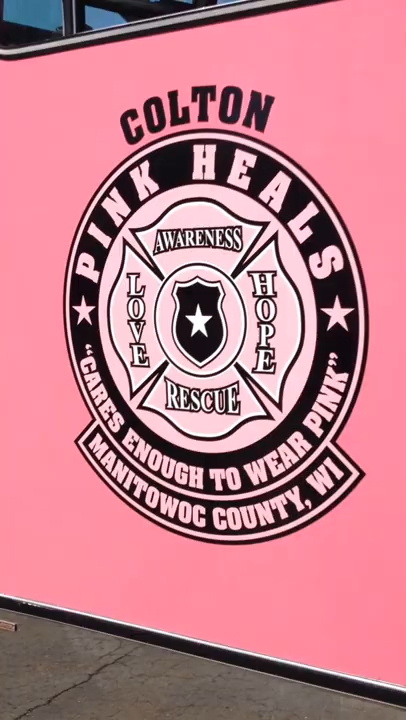 COLTON
PINK HEALS
AWARENESS
LOVE
HOPE
RESCUE
"CARES ENOUGH TO WEAR PINK"
MANITOWOC COUNTY, WI